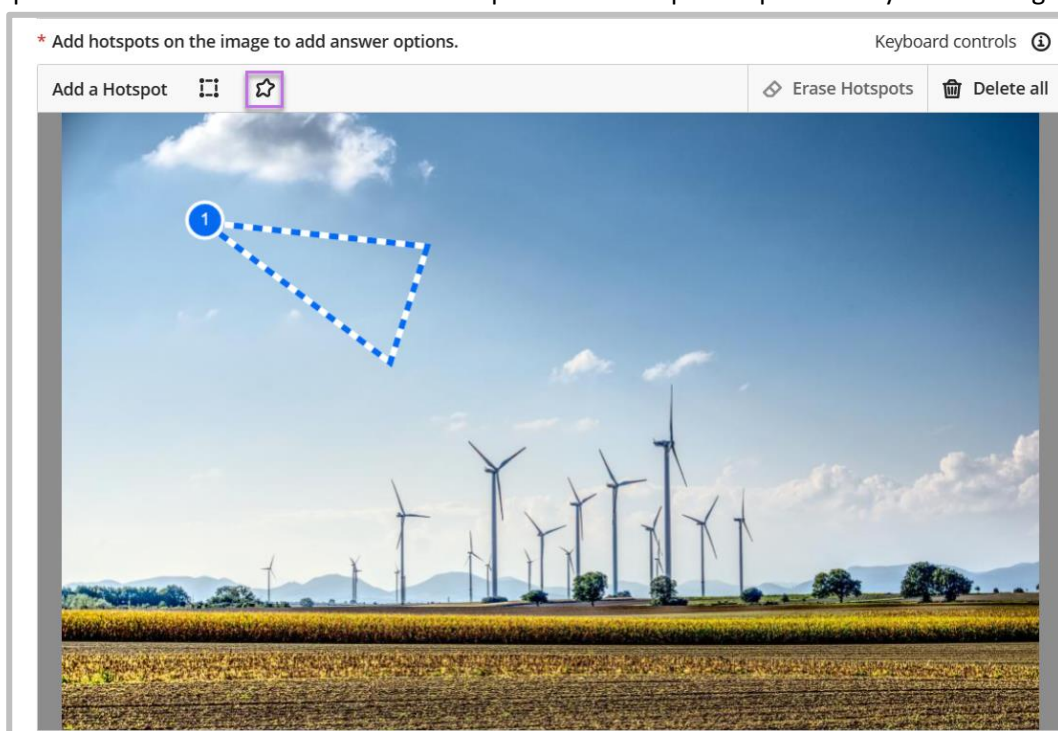 * Add hotspots on the image to add answer options.
Keyboard controls
Add a Hotspot
Erase Hotspots
Delete all
1